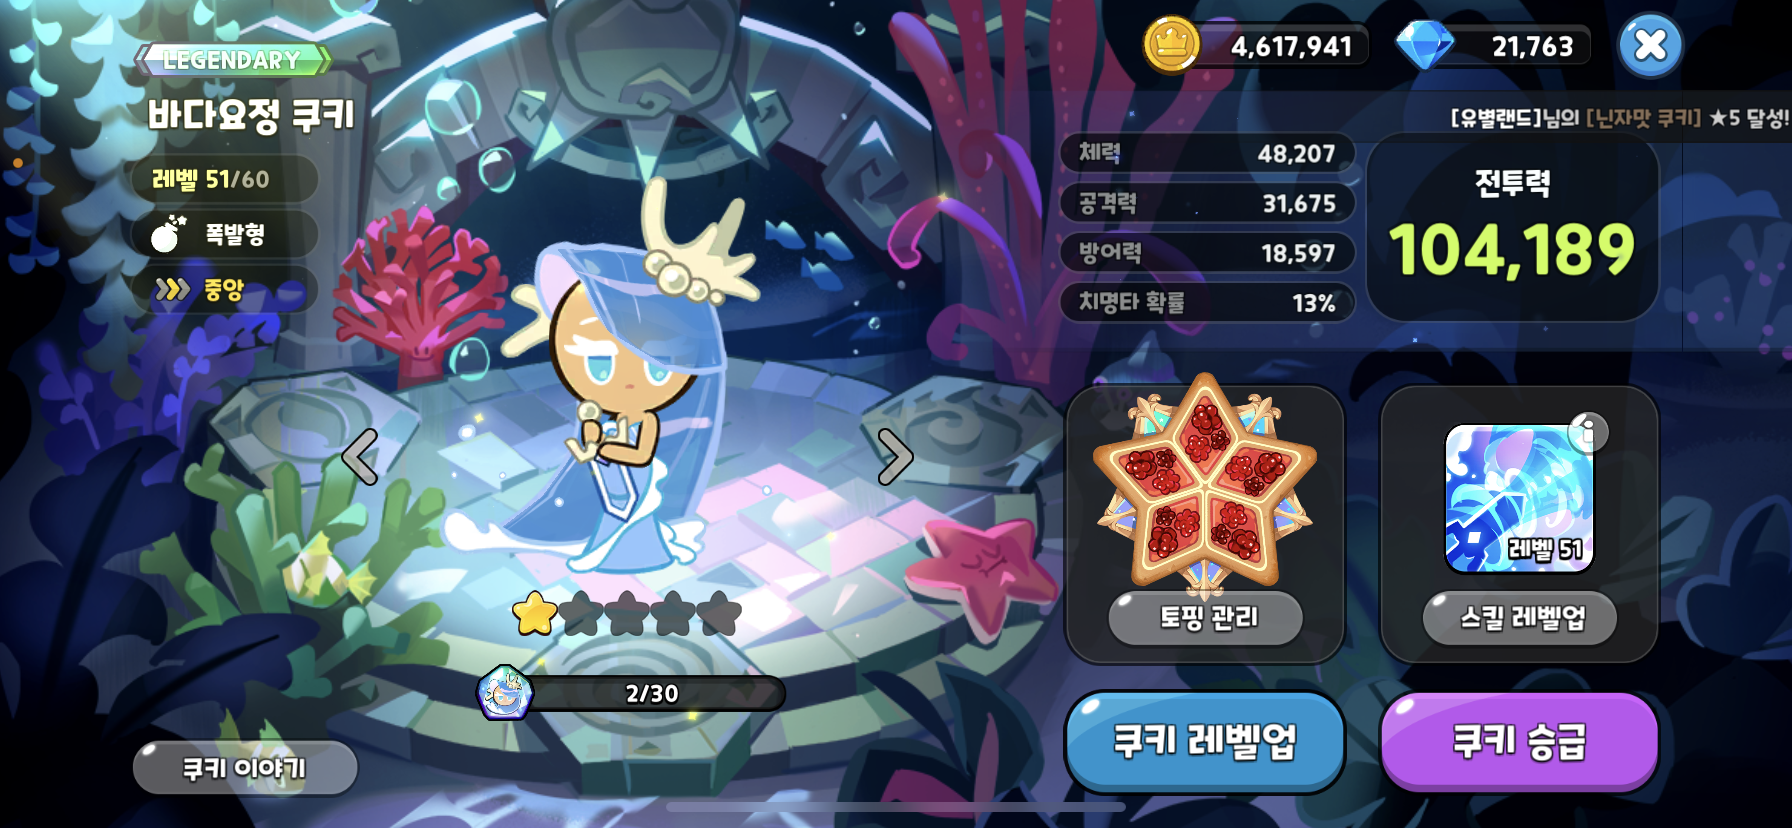 LEGENDARY
바다요정 쿠키
레벨 51/60
폭발형
중앙
4,617,941
21,763
[유별랜드]님의 [닌자맛 쿠키] ★5 달성!
체력 48,207
공격력 31,675
방어력 18,597
치명타 확률 13%
전투력
104,189
레벨 51
토핑 관리
스킬 레벨업
2/30
쿠키 이야기
쿠키 레벨업
쿠키 승급